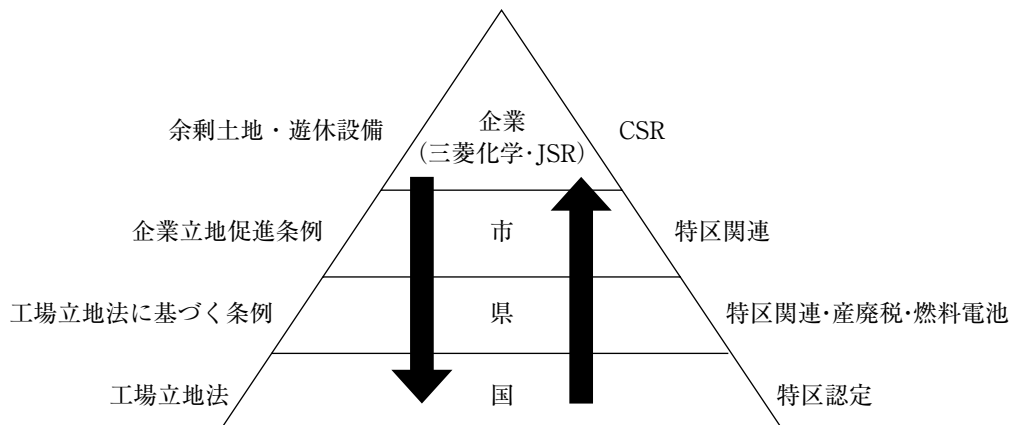 余剰土地・遊休設備
企業
(三菱化学・JSR)
CSR
企業立地促進条例
市
特区関連
工場立地法に基づく条例
県
特区関連・産廃税・燃料電池
工場立地法
国
特区認定